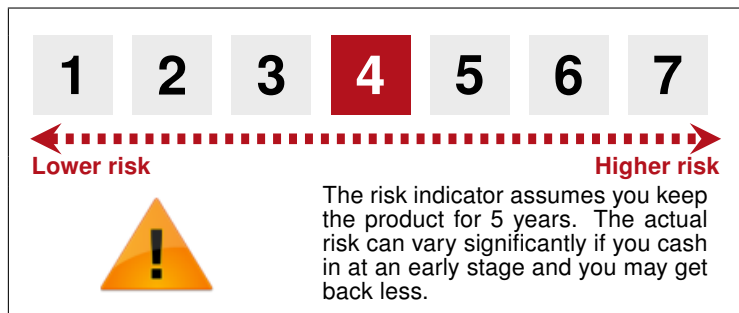 1 2 3 4 5 6 7
Lower risk Higher risk
!
The risk indicator assumes you keep
the product for 5 years. The actual
risk can vary significantly if you cash
in at an early stage and you may get
back less.